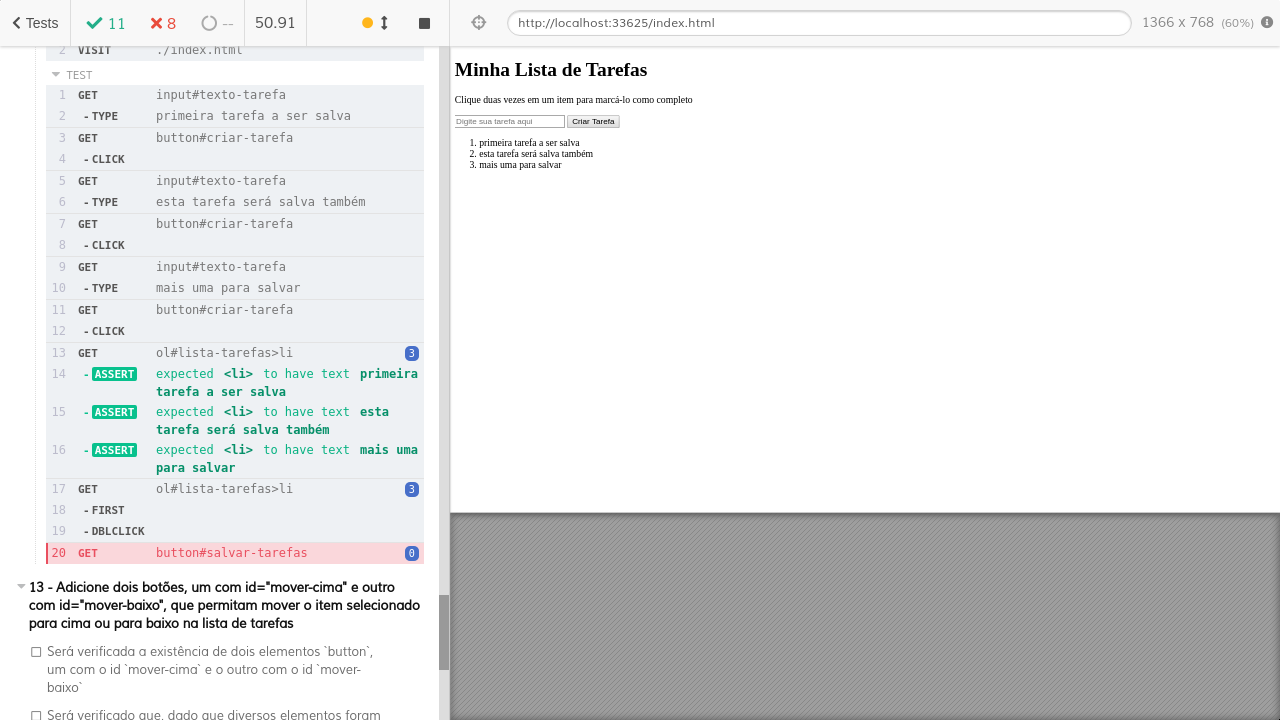 Tests 11 8 -- 50.91
http://localhost:33625/index.html 1366 x 768 (60%)
2 VISIT ./index.html
TEST
1 GET input#texto-tarefa
2 -TYPE primeira tarefa a ser salva
3 GET button#criar-tarefa
4 -CLICK
5 GET input#texto-tarefa
6 -TYPE esta tarefa será salva também
7 GET button#criar-tarefa
8 -CLICK
9 GET input#texto-tarefa
10 -TYPE mais uma para salvar
11 GET button#criar-tarefa
12 -CLICK
13 GET ol#lista-tarefas>li 3
14 -ASSERT expected <li> to have text primeira
tarefa a ser salva
15 -ASSERT expected <li> to have text esta
tarefa será salva também
16 -ASSERT expected <li> to have text mais uma
para salvar
17 GET ol#lista-tarefas>li 3
18 -FIRST
19 -DBLCLICK
20 GET button#salvar-tarefas 0
13 - Adicione dois botões, um com id="mover-cima" e outro
com id="mover-baixo", que permitam mover o item selecionado
para cima ou para baixo na lista de tarefas
Será verificada a existência de dois elementos `button`,
um com o id `mover-cima` e o outro com o id `mover-
baixo`
Será verificado que, dado que diversos elementos foram
Minha Lista de Tarefas
Clique duas vezes em um item para marcá-lo como completo
Digite sua tarefa aqui Criar Tarefa
1. primeira tarefa a ser salva
2. esta tarefa será salva também
3. mais uma para salvar